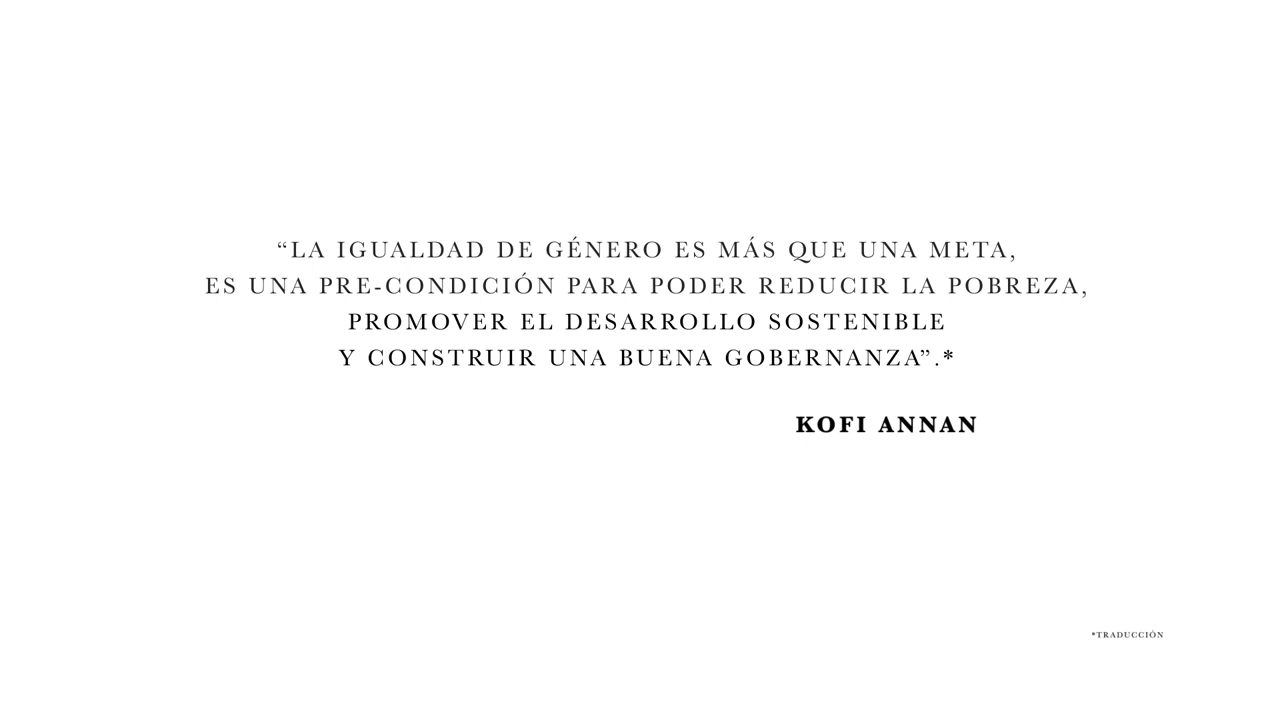 “LA IGUALDAD DE GÉNERO ES MÁS QUE UNA META,
ES UNA PRE-CONDICIÓN PARA PODER REDUCIR LA POBREZA,
PROMOVER EL DESARROLLO SOSTENIBLE
Y CONSTRUIR UNA BUENA GOBERNANZA”.*
KOFI ANNAN
*TRADUCCIÓN